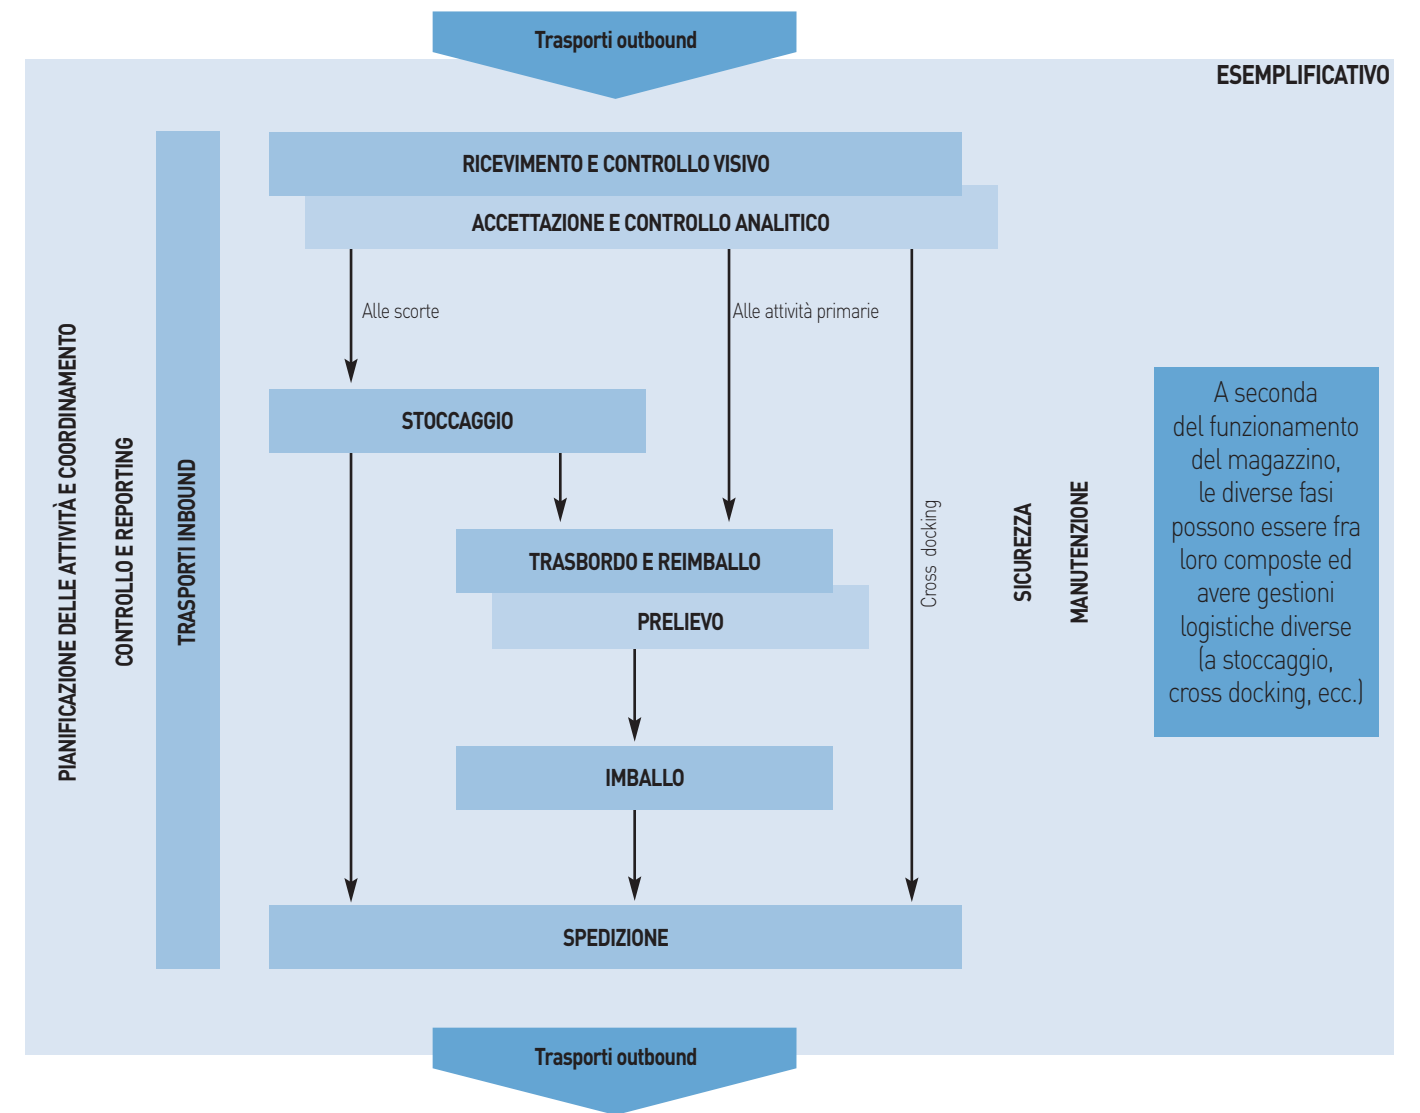 Trasporti outbound
ESEMPLIFICATIVO
RICEVIMENTO E CONTROLLO VISIVO
ACCETTAZIONE E CONTROLLO ANALITICO
Alle scorte
Alle attività primarie
PIANIFICAZIONE DELLE ATTIVITÀ E COORDINAMENTO
CONTROLLO E REPORTING
TRASPORTI INBOUND
STOCCAGGIO
TRASBORDO E REIMBALLO
PRELIEVO
Cross docking
SICUREZZA
MANUTENZIONE
A seconda
del funzionamento
del magazzino,
le diverse fasi
possono essere fra
loro composte ed
avere gestioni
logistiche diverse
(a stoccaggio,
cross docking, ecc.)
IMBALLO
SPEDIZIONE
Trasporti outbound